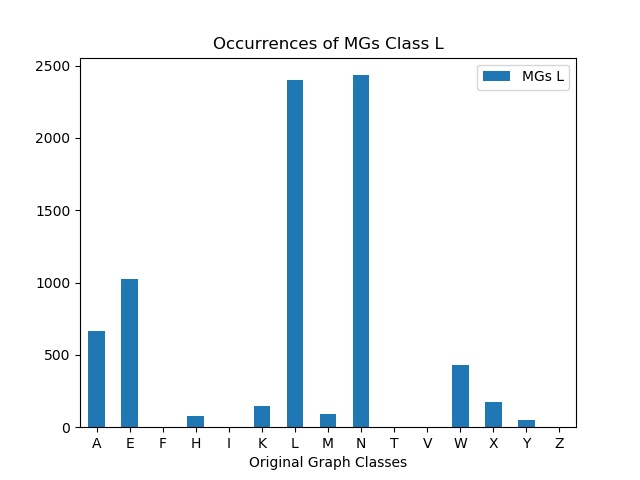 Occurrences of MGs Class L
MGs L
2500
2000
1500
1000
500
0
A E F H I K L M N T V W X Y Z
Original Graph Classes